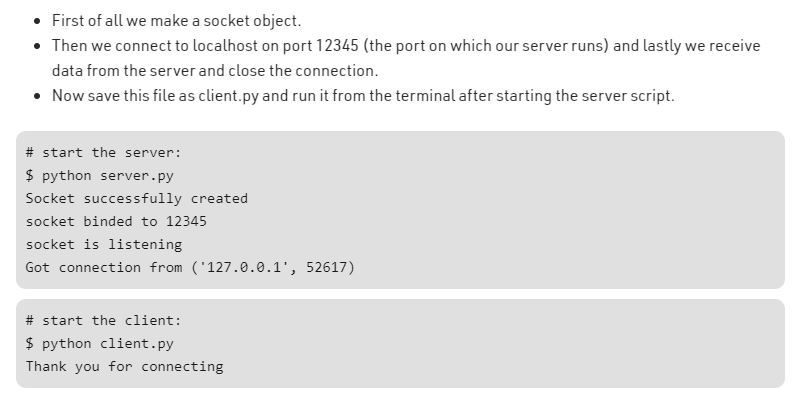 • First of all we make a socket object.
• Then we connect to localhost on port 12345 (the port on which our server runs) and lastly we receive
data from the server and close the connection.
• Now save this file as client.py and run it from the terminal after starting the server script.
# start the server:
$ python server.py
Socket successfully created
socket binded to 12345
socket is listening
Got connection from ('127.0.0.1', 52617)
# start the client:
$ python client.py
Thank you for connecting